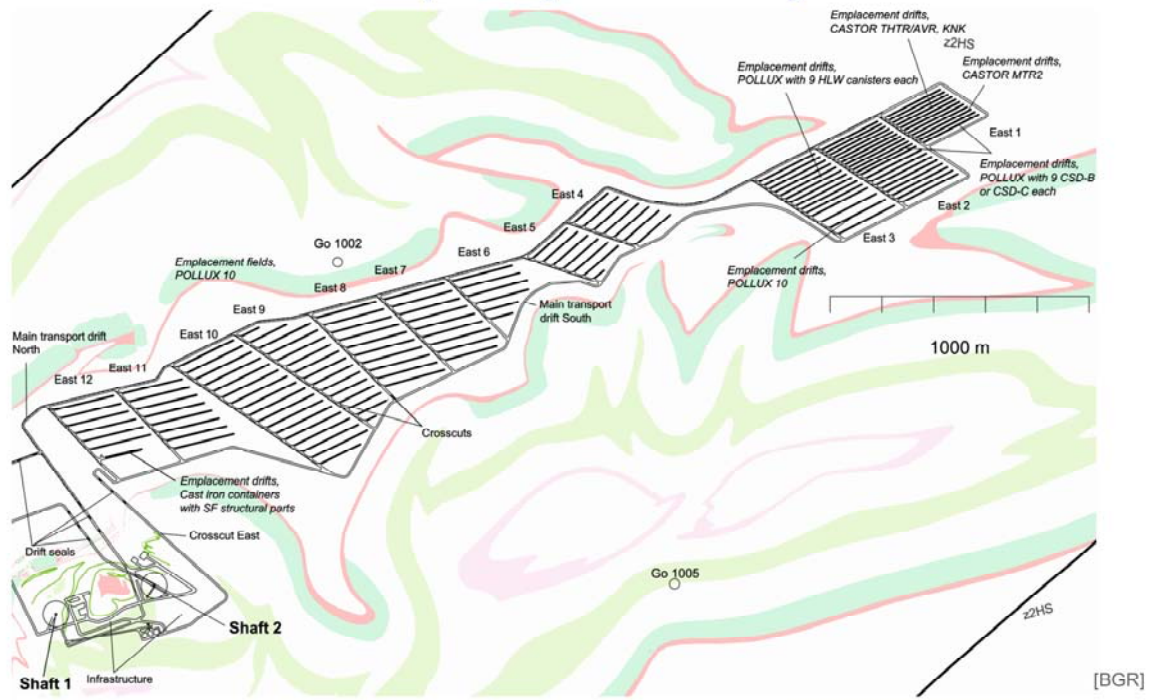 Emplacement drifts,
CASTOR THTR/AVR. KNK
z2HS
Emplacement drifts,
POLLUX with 9 HLW canisters each
Emplacement drifts,
CASTOR MTR2
East 1
Emplacement drifts,
POLLUX with 9 CSD-B
or CSD-C each
East 2
East 3
East 4
East 5
East 6
East 7
East 8
East 9
East 10
East 11
East 12
Go 1002
Emplacement fields,
POLLUX 10
Emplacement drifts,
POLLUX 10
Main transport
drift South
1000 m
Main transport drift
North
Crosscuts
Emplacement drifts,
Cast iron containers
with SF structural parts
Crosscut East
Drift seals
Go 1005
z2HS
Shaft 2
Shaft 1
Infrastructure
[BGR]